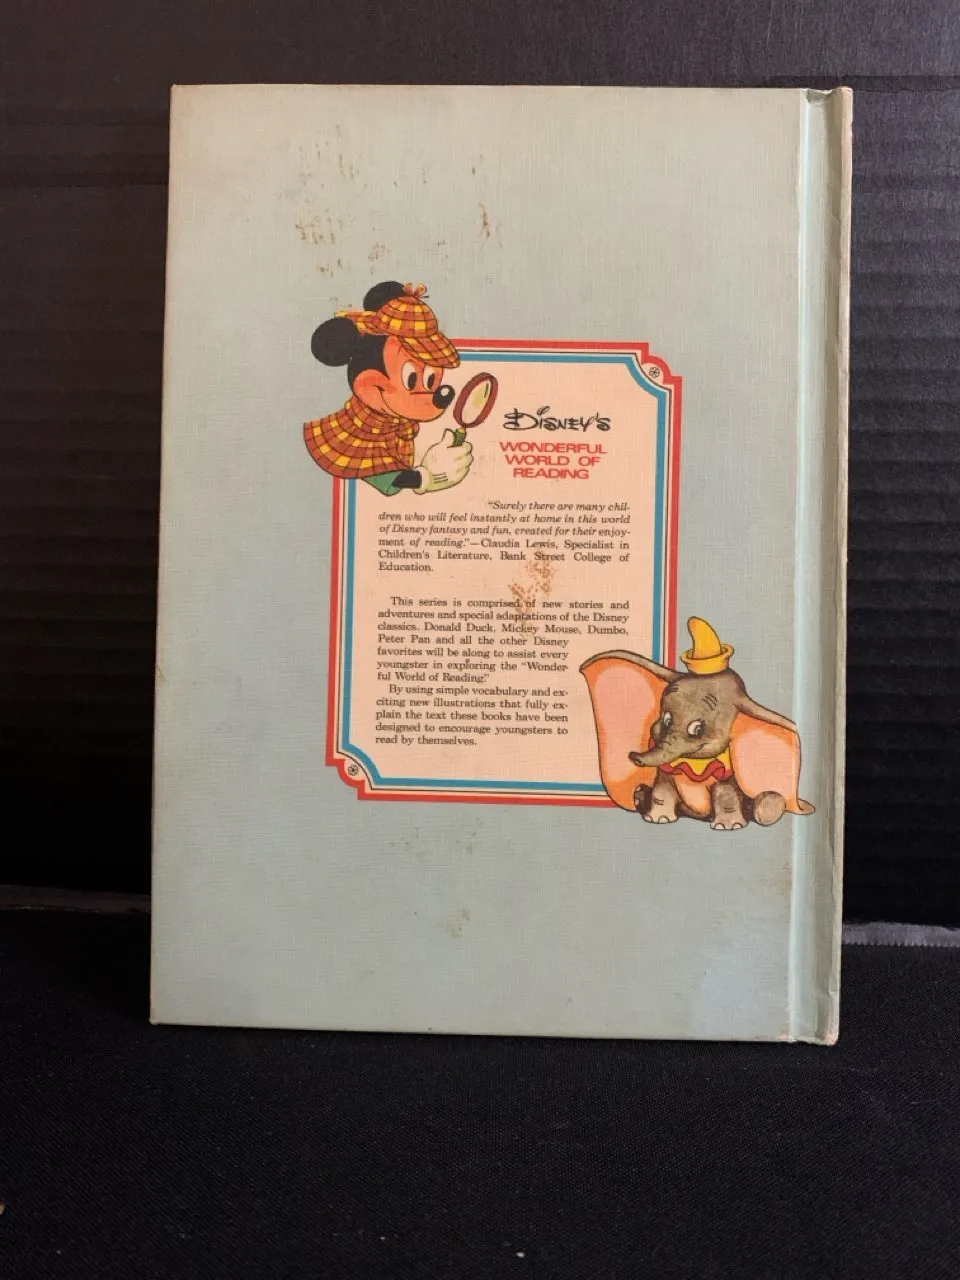 DISNEY'S
WONDERFUL
WORLD OF
READING
"Surely there are many chil-
dren who will feel instantly at home in this world
of Disney fantasy and fun, created for their enjoy-
ment of reading."—Claudia Lewis, Specialist in
Children's Literature, Bank Street College of
Education.
This series is comprised of new stories and
adventures and special adaptations of the Disney
classics. Donald Duck, Mickey Mouse, Dumbo,
Peter Pan and all the other Disney
favorites will be along to assist every
youngster in exploring the "Wonder-
ful World of Reading."
By using simple vocabulary and ex-
citing new illustrations that fully ex-
plain the text these books have been
designed to encourage youngsters to
read by themselves.